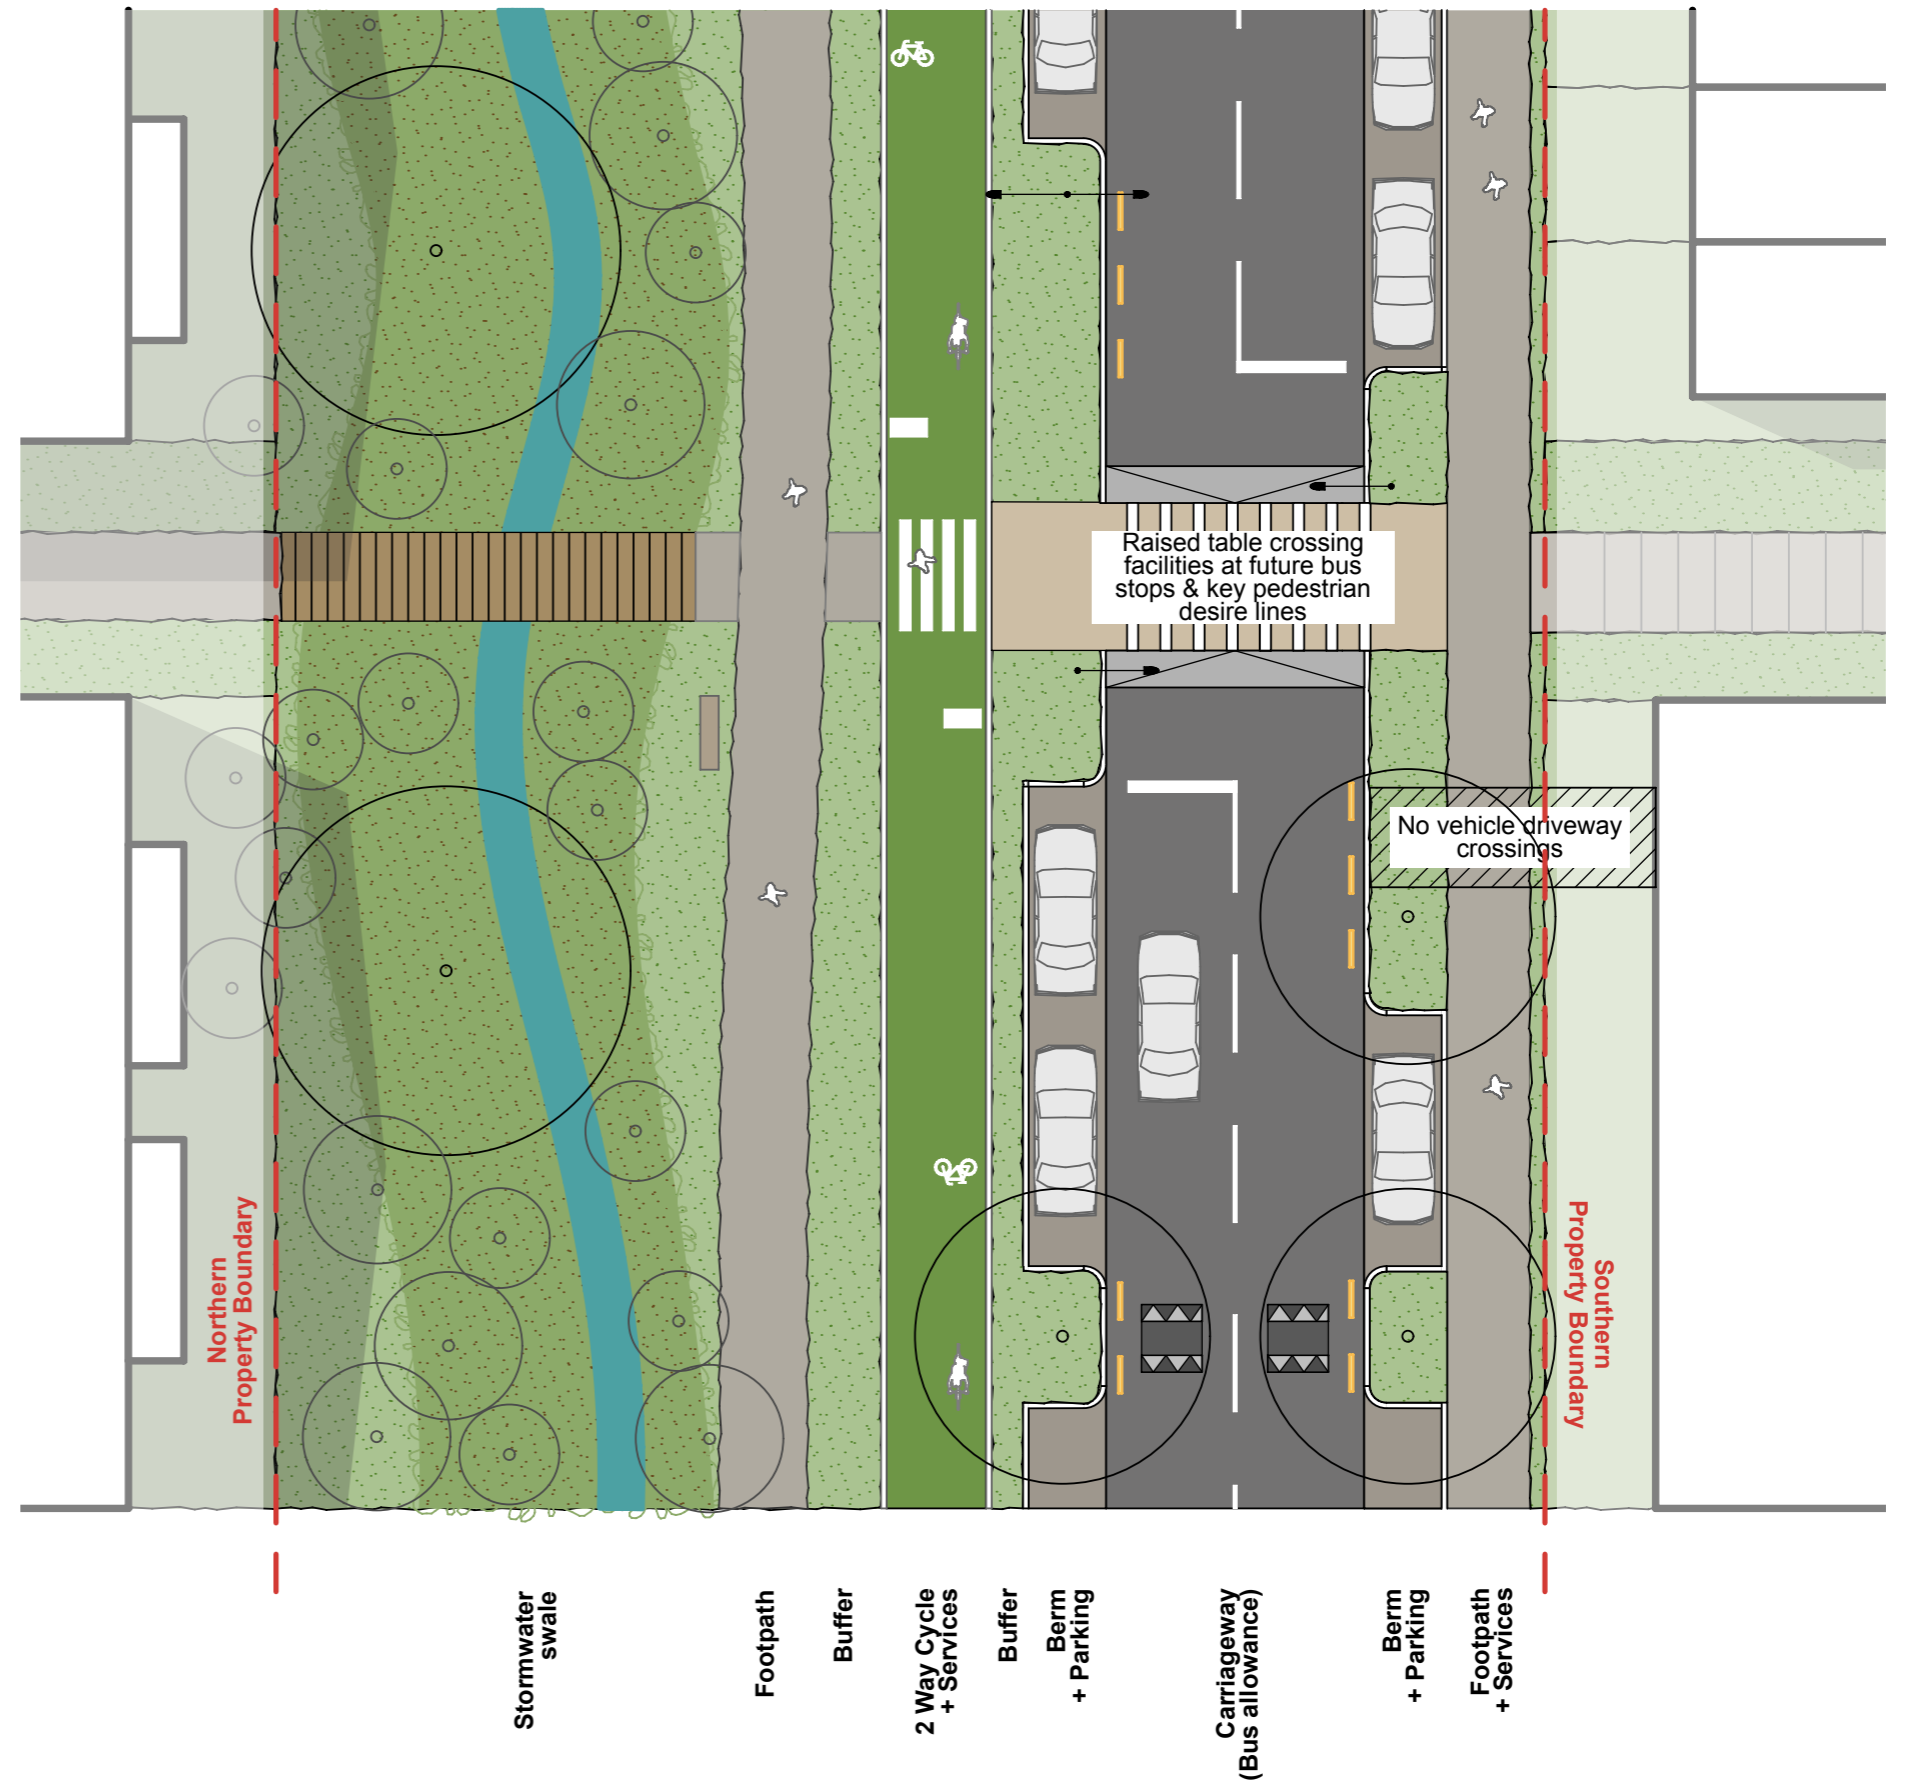 Raised table crossing
facilities at future bus
stops & key pedestrian
desire lines
No vehicle driveway
crossings
Northern
Property Boundary
Southern
Property Boundary
Stormwater
swale
Footpath
Buffer
2 Way Cycle
+ Services
Buffer
Berm
+ Parking
Carriageway
(Bus allowance)
Berm
+ Parking
Footpath
+ Services